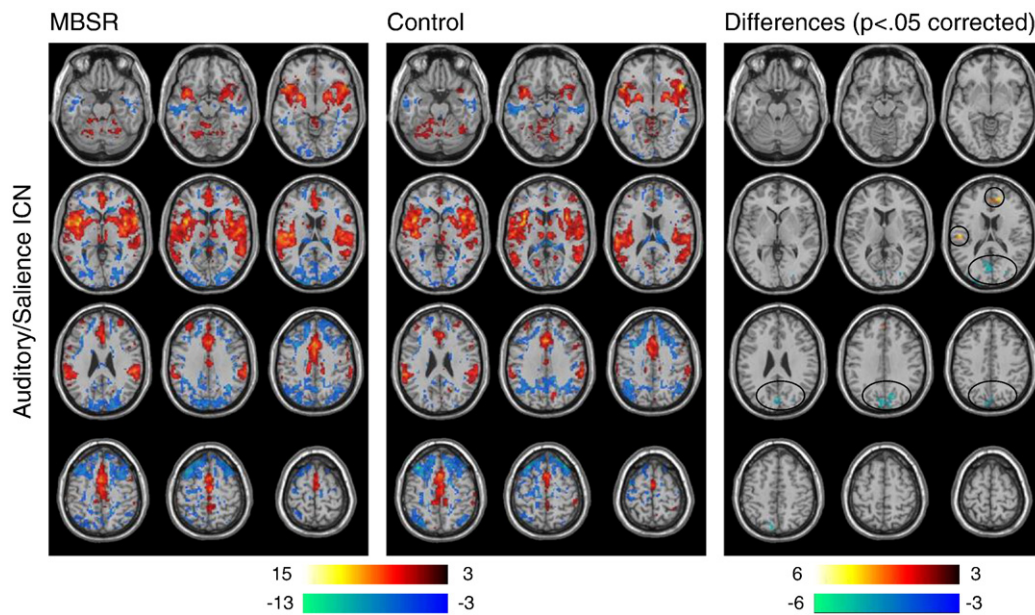 MBSR
Control
Differences (p<.05 corrected)
Auditory/Salience ICN
15 3
-13 -3
6 3
-6 -3